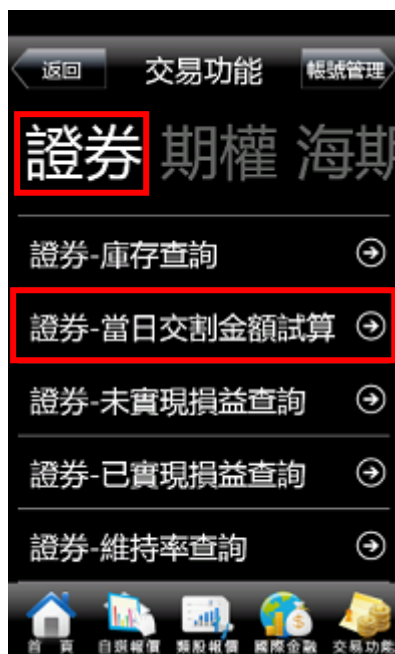 返回 交易功能 帳號管理
證券 期權 海期
證券-庫存查詢
證券-當日交割金額試算
證券-未實現損益查詢
證券-已實現損益查詢
證券-維持率查詢
首頁 自選報價 類股報價 國際金融 交易功能